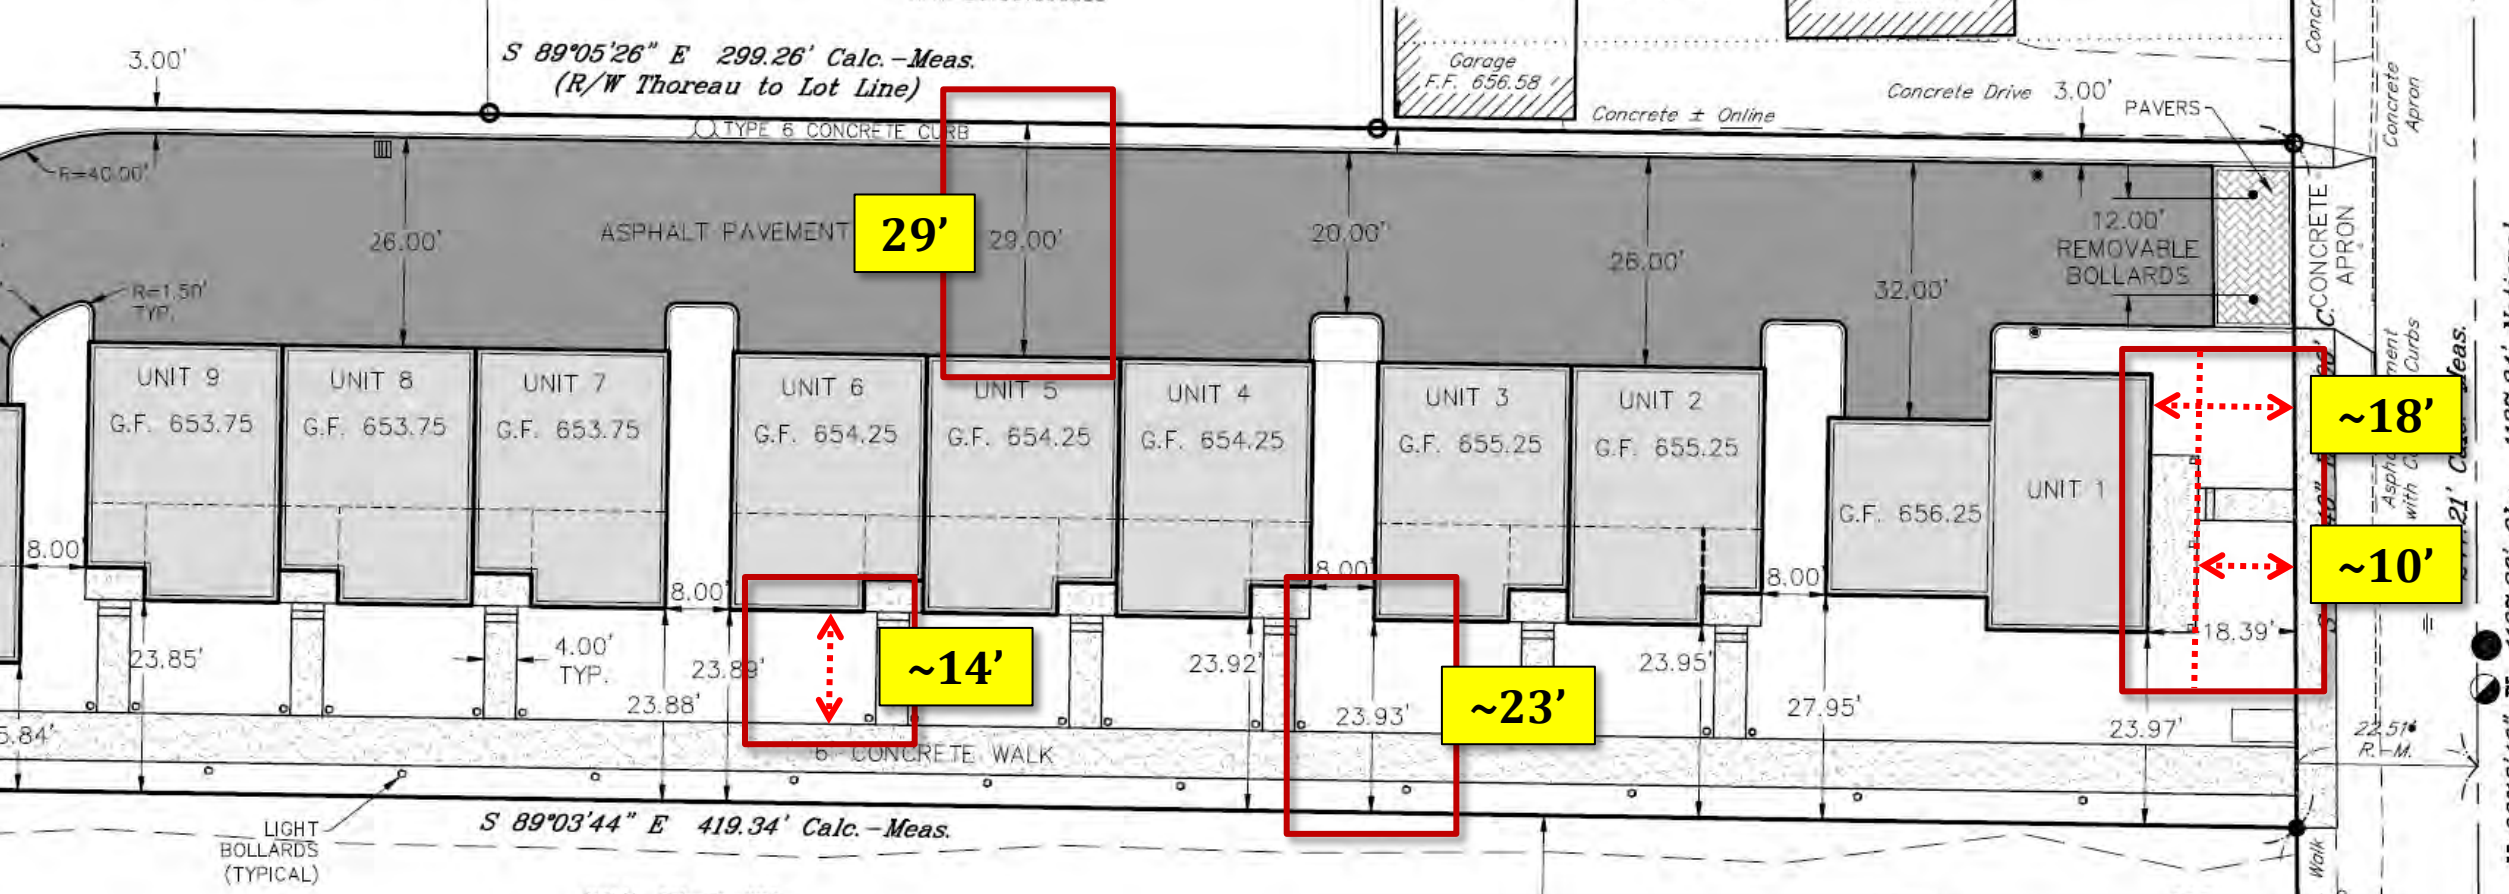 3.00'
S 89°05'26" E 299.26' Calc.-Meas.
(R/W Thoreau to Lot Line)
Garage
F.F. 656.58
Concrete Drive 3.00'
PAVERS
Concrete
Apron
Concrete ± Online
TYPE 6 CONCRETE CURB
R=40.00'
ASPHALT PAVEMENT
26.00'
29'
29.00'
20.00'
26.00'
32.00'
12.00'
REMOVABLE
BOLLARDS
CONCRETE
APRON
R=1.50'
TYP.
UNIT 9
G.F. 653.75
UNIT 8
G.F. 653.75
UNIT 7
G.F. 653.75
UNIT 6
G.F. 654.25
UNIT 5
G.F. 654.25
UNIT 4
G.F. 654.25
UNIT 3
G.F. 655.25
UNIT 2
G.F. 655.25
G.F. 656.25
UNIT 1
~18'
~10'
8.00'
8.00'
8.00'
8.00'
18.39'
23.85'
4.00'
TYP.
23.88'
23.89'
~14'
23.92'
23.93'
~23'
23.95'
27.95'
23.97'
22.51'
R.-M.
6' CONCRETE WALK
LIGHT
BOLLARDS
(TYPICAL)
S 89°03'44" E 419.34' Calc.-Meas.
Walk